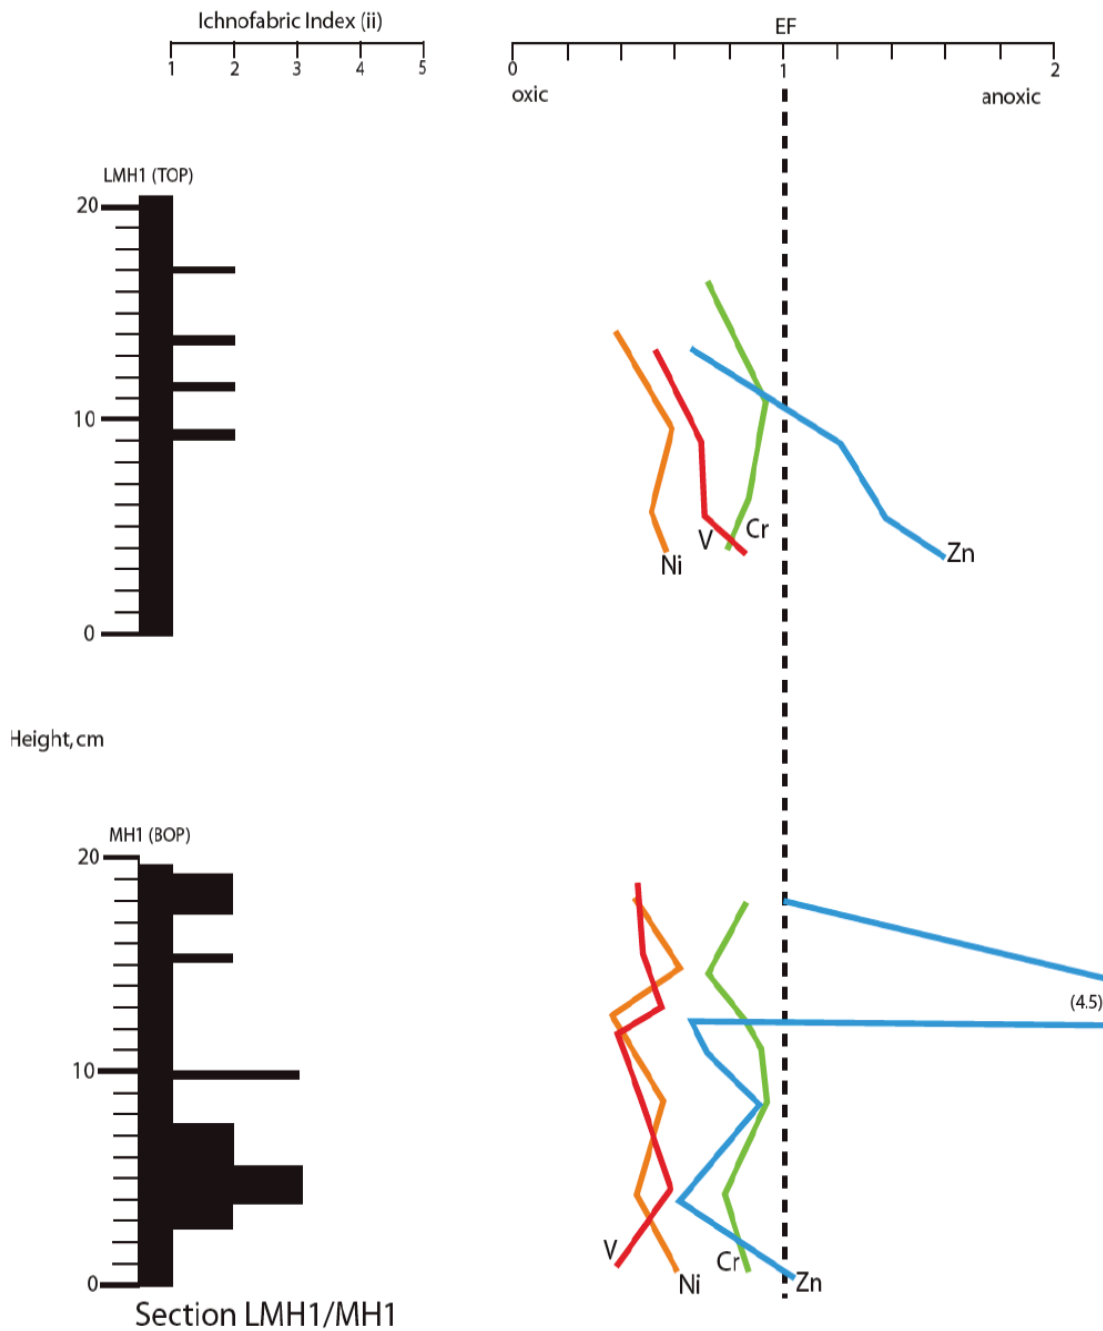 Ichnofabric Index (ii)
1 2 3 4 5
EF
0 1 2
oxic anoxic
LMH1 (TOP)
20
10
0
Ni V Cr Zn
Height, cm
MH1 (BOP)
20
10
0
(4.5)
V Ni Cr Zn
Section LMH1/MH1